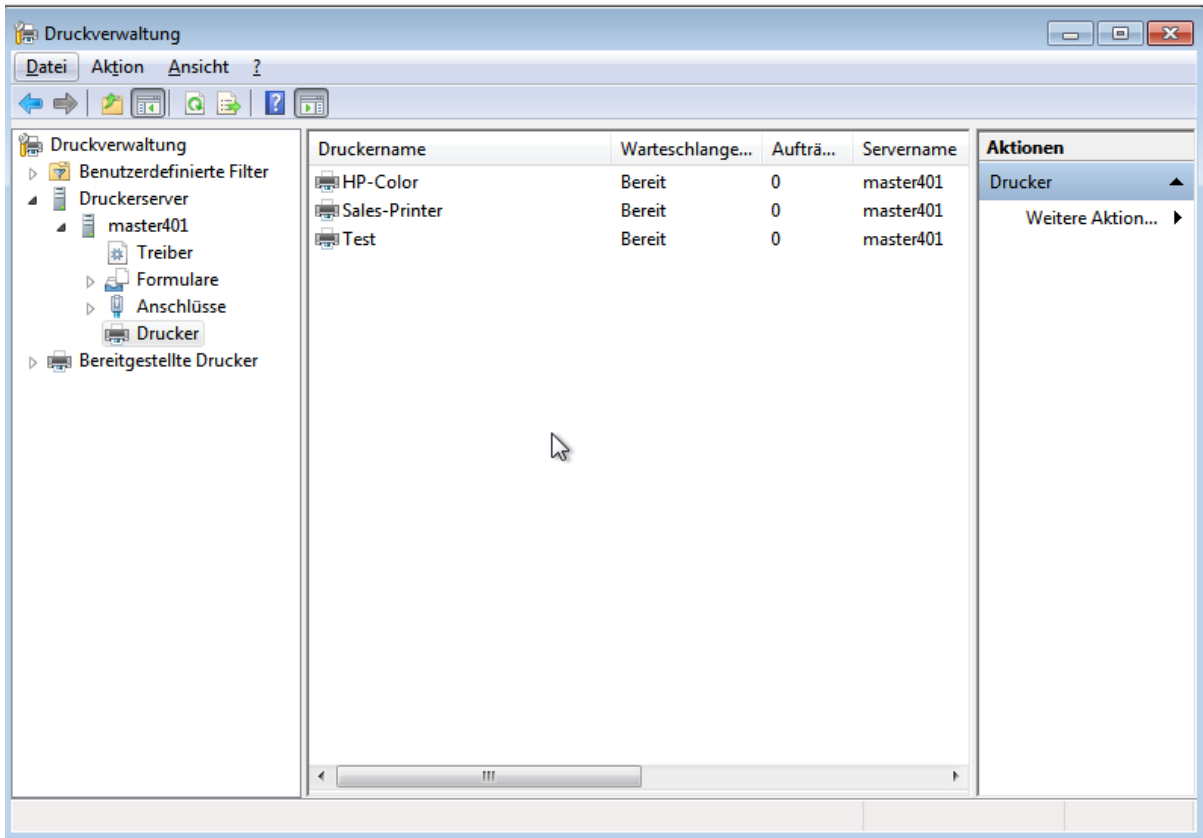 Druckverwaltung
Datei Aktion Ansicht ?
Druckverwaltung
Benutzerdefinierte Filter
Druckerserver
master401
Treiber
Formulare
Anschlüsse
Drucker
Bereitgestellte Drucker
Druckername Warteschlange... Aufträ... Servername
HP-Color Bereit 0 master401
Sales-Printer Bereit 0 master401
Test Bereit 0 master401
Aktionen
Drucker
Weitere Aktion...